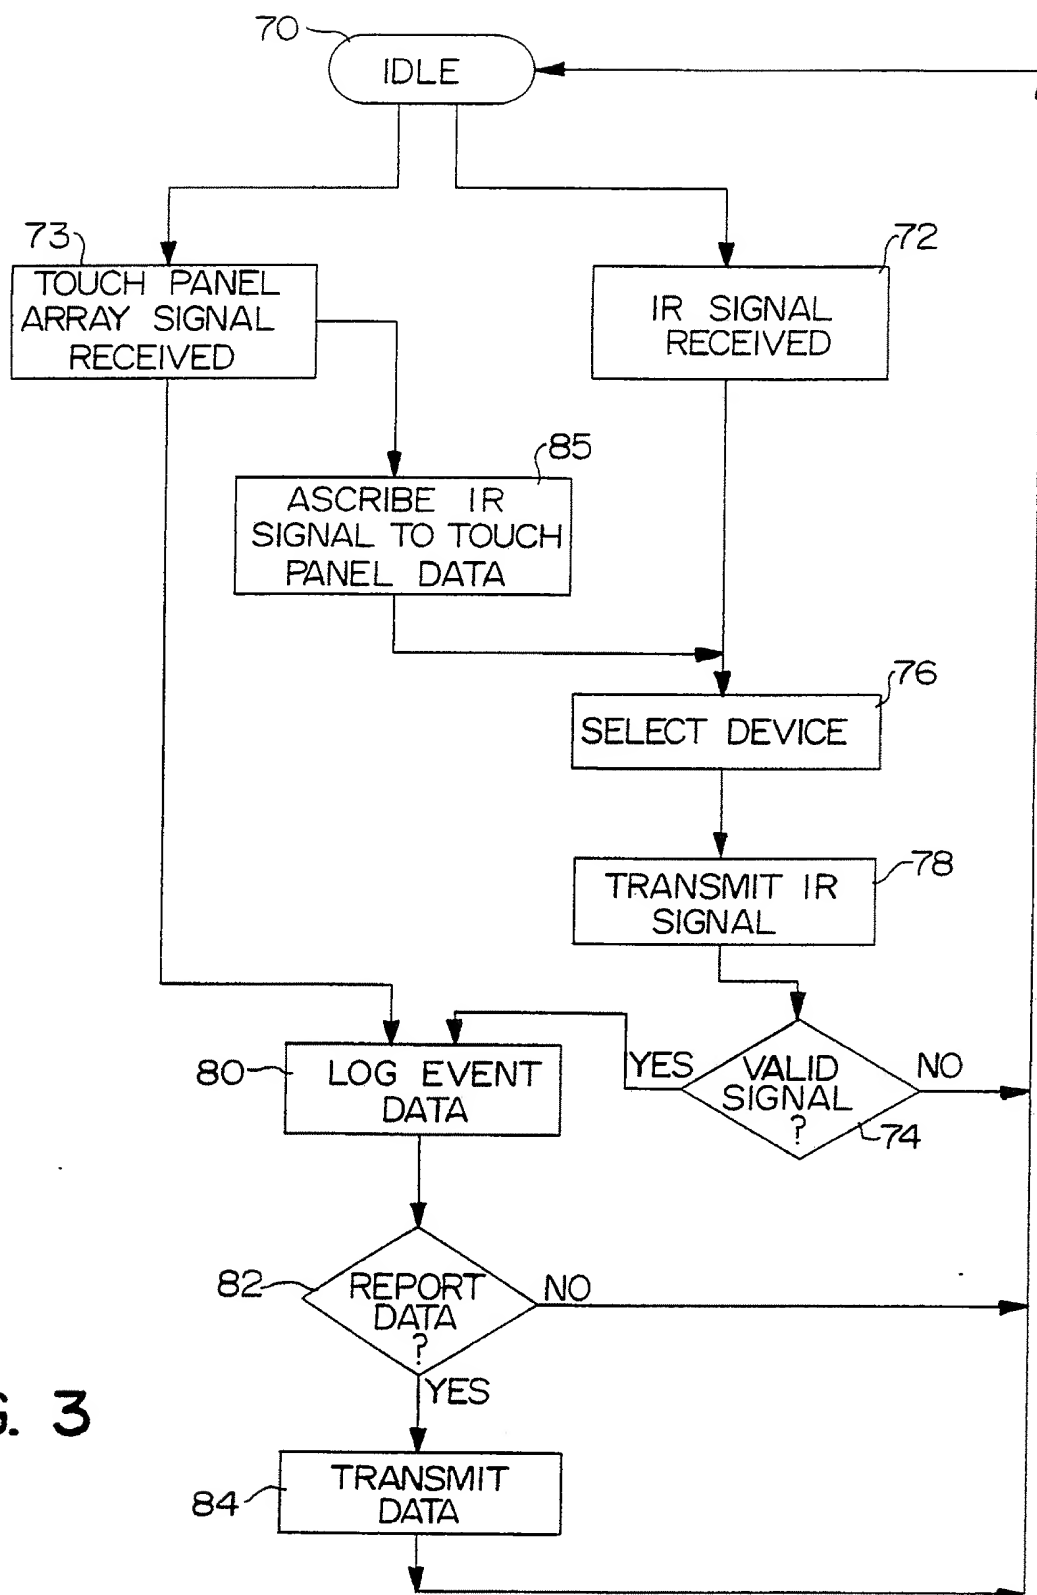 70
IDLE
73
TOUCH PANEL
ARRAY SIGNAL
RECEIVED
72
IR SIGNAL
RECEIVED
85
ASCRIBE IR
SIGNAL TO TOUCH
PANEL DATA
76
SELECT DEVICE
78
TRANSMIT IR
SIGNAL
80
LOG EVENT
DATA
YES
VALID
SIGNAL
?
NO
74
82
REPORT
DATA
?
NO
YES
3
84
TRANSMIT
DATA